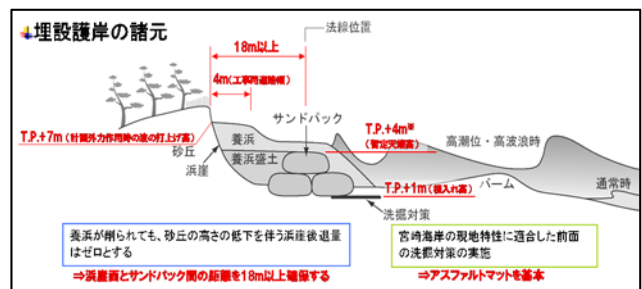 埋設護岸の諸元
法線位置
18m以上
4m(工事用道路幅)
サンドパック
T.P.+4m※
(暫定天端高)
高潮位・高波浪時
T.P.+7m(計画外力作用時の波の打上げ高)
養浜
砂丘
養浜盛土
浜崖
T.P.+1m(根入れ高)
バーム
通常時
洗掘対策
養浜が削られても、砂丘の高さの低下を伴う浜崖後退量
はゼロとする
⇒浜崖面とサンドパック間の距離を18m以上確保する
宮崎海岸の現地特性に適合した前面
の洗掘対策の実施
⇒アスファルトマットを基本